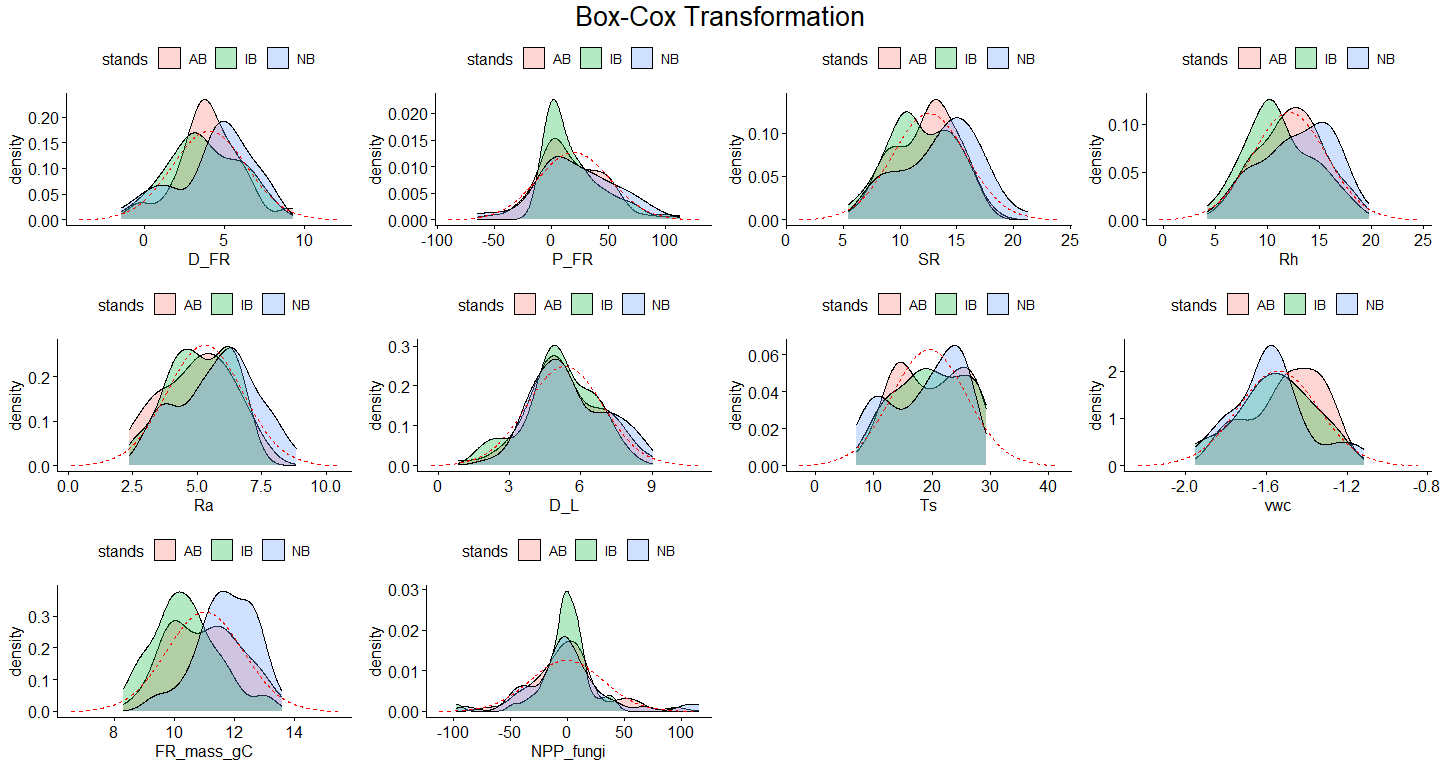 Box-Cox Transformation
stands AB IB NB
density
0.20
0.15
0.10
0.05
0.00
0 5 10
D_FR
stands AB IB NB
density
0.020
0.015
0.010
0.005
0.000
-100 -50 0 50 100
P_FR
stands AB IB NB
density
0.10
0.05
0.00
0 5 10 15 20 25
SR
stands AB IB NB
density
0.10
0.05
0.00
0 5 10 15 20 25
Rh
stands AB IB NB
density
0.2
0.1
0.0
0.0 2.5 5.0 7.5 10.0
Ra
stands AB IB NB
density
0.3
0.2
0.1
0.0
0 3 6 9
D_L
stands AB IB NB
density
0.06
0.04
0.02
0.00
0 10 20 30 40
Ts
stands AB IB NB
density
2
1
0
-2.0 -1.6 -1.2 -0.8
vwc
stands AB IB NB
density
0.3
0.2
0.1
0.0
8 10 12 14
FR_mass_gC
stands AB IB NB
density
0.03
0.02
0.01
0.00
-100 -50 0 50 100
NPP_fungi